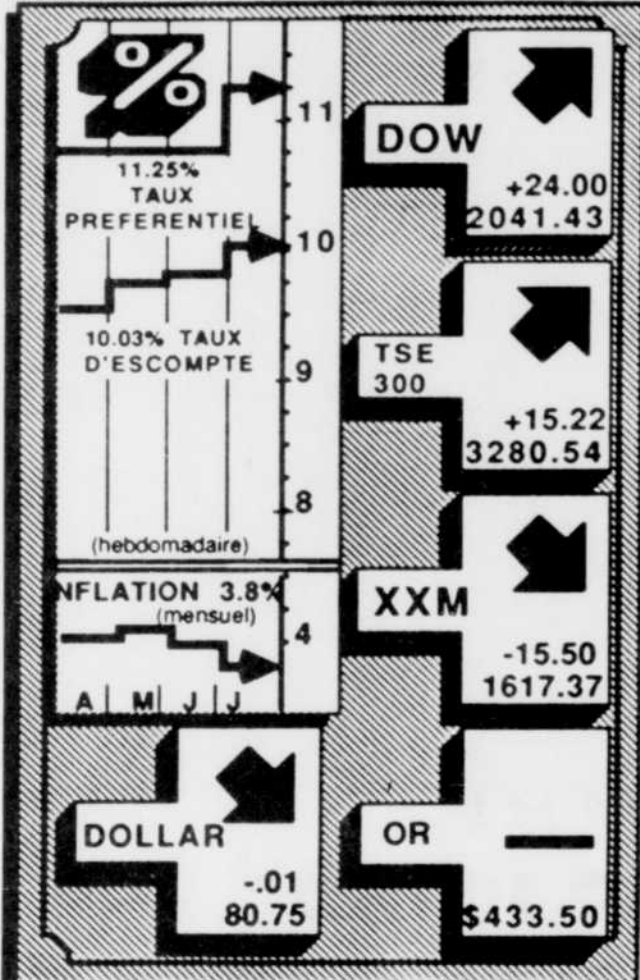 %
11.25%
TAUX
PREFERENTIEL
10.03% TAUX
D'ESCOMPTE
(hebdomadaire)
11
10
9
8
NFLATION 3.8%
(mensuel)
4
A M J J
DOW
+24.00
2041.43
TSE
300
+15.22
3280.54
XXM
-15.50
1617.37
DOLLAR
-.01
80.75
OR
$433.50